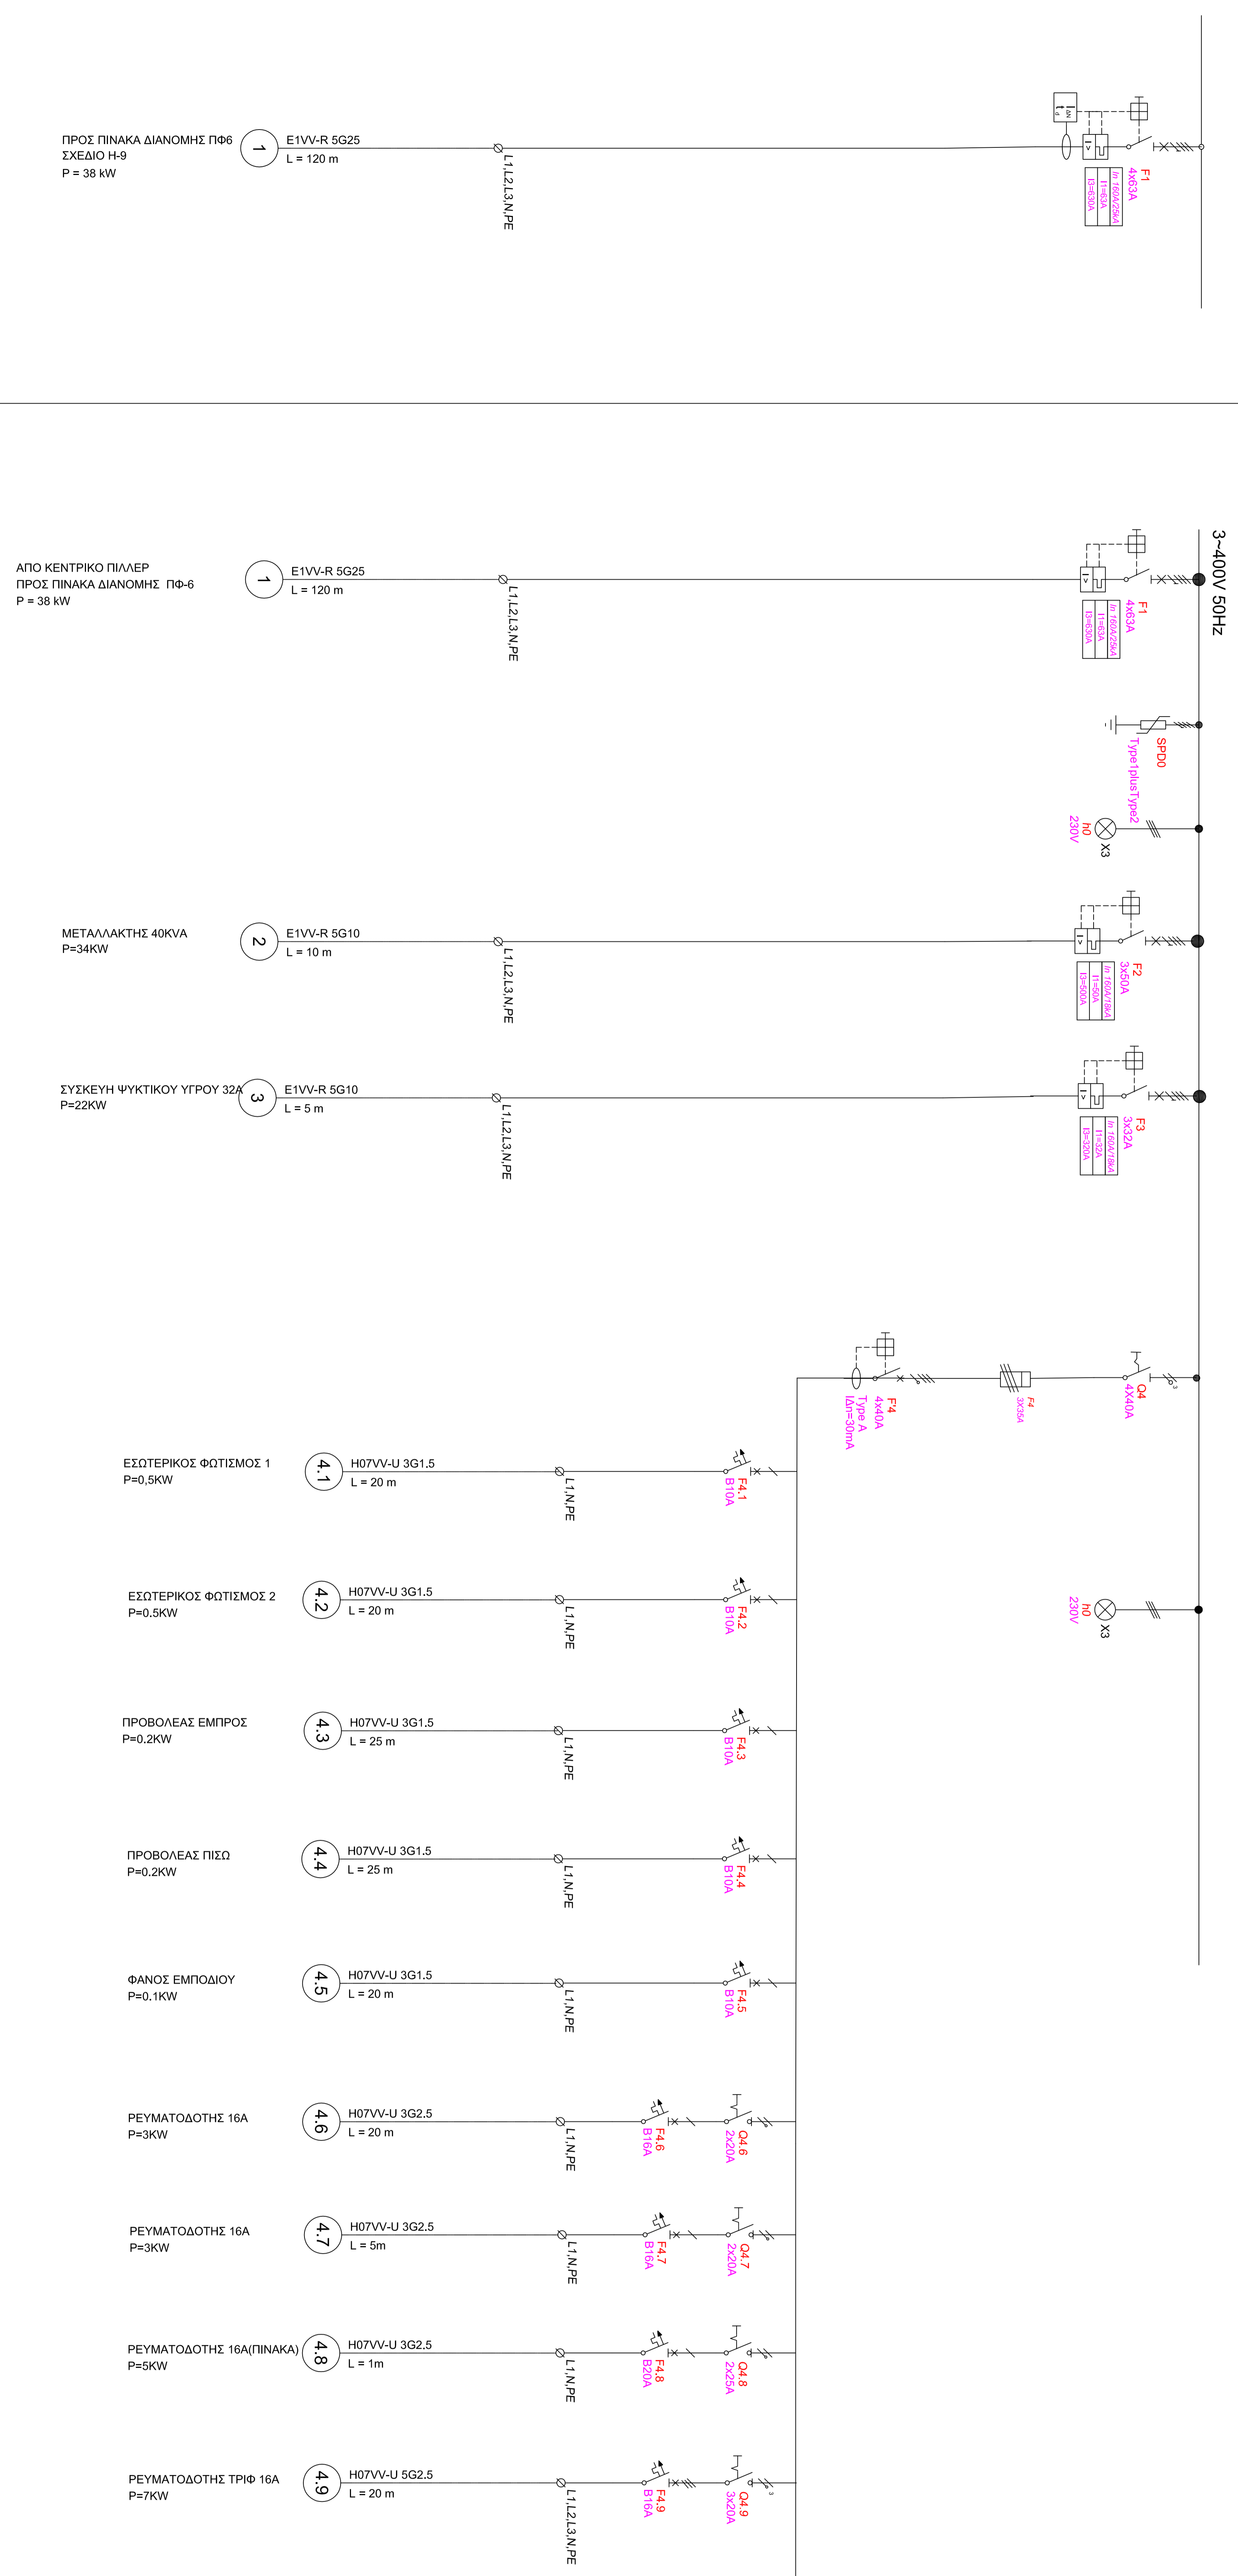 ΠΡΟΣ ΠΙΝΑΚΑ ΔΙΑΝΟΜΗΣ ΠΦ6
ΣΧΕΔΙΟ Η-9
P = 38 kW
1
E1VV-R 5G25
L = 120 m
L1,L2,L3,N,PE
I ΔN
t d
I >
F1
4x63A
In 160A/25kA
I1=63A
I3=630A
3~400V 50Hz
ΑΠΟ ΚΕΝΤΡΙΚΟ ΠΙΛΛΕΡ
ΠΡΟΣ ΠΙΝΑΚΑ ΔΙΑΝΟΜΗΣ ΠΦ-6
P = 38 kW
1
E1VV-R 5G25
L = 120 m
L1,L2,L3,N,PE
I >
F1
4x63A
In 160A/25kA
I1=63A
I3=630A
SPD0
Type1plusType2
h0
230V
X3
ΜΕΤΑΛΛΑΚΤΗΣ 40KVA
P=34KW
2
E1VV-R 5G10
L = 10 m
L1,L2,L3,N,PE
I >
F2
3x50A
In 160A/18kA
I1=50A
I3=500A
ΣΥΣΚΕΥΗ ΨΥΚΤΙΚΟΥ ΥΓΡΟΥ 32A
P=22KW
3
E1VV-R 5G10
L = 5 m
L1,L2,L3,N,PE
I >
F3
3x32A
In 160A/18kA
I1=32A
I3=320A
Q4
4X40A
3
F4
3X35A
F'4
4x40A
Type A
IΔn=30mA
ΕΣΩΤΕΡΙΚΟΣ ΦΩΤΙΣΜΟΣ 1
P=0,5KW
4.1
H07VV-U 3G1.5
L = 20 m
L1,N,PE
F4.1
B10A
ΕΣΩΤΕΡΙΚΟΣ ΦΩΤΙΣΜΟΣ 2
P=0.5KW
4.2
H07VV-U 3G1.5
L = 20 m
L1,N,PE
F4.2
B10A
h0
230V
X3
ΠΡΟΒΟΛΕΑΣ ΕΜΠΡΟΣ
P=0.2KW
4.3
H07VV-U 3G1.5
L = 25 m
L1,N,PE
F4.3
B10A
ΠΡΟΒΟΛΕΑΣ ΠΙΣΩ
P=0.2KW
4.4
H07VV-U 3G1.5
L = 25 m
L1,N,PE
F4.4
B10A
ΦΑΝΟΣ ΕΜΠΟΔΙΟΥ
P=0.1KW
4.5
H07VV-U 3G1.5
L = 20 m
L1,N,PE
F4.5
B10A
ΡΕΥΜΑΤΟΔΟΤΗΣ 16A
P=3KW
4.6
H07VV-U 3G2.5
L = 20 m
L1,N,PE
F4.6
B16A
Q4.6
2x20A
ΡΕΥΜΑΤΟΔΟΤΗΣ 16A
P=3KW
4.7
H07VV-U 3G2.5
L = 5m
L1,N,PE
F4.7
B16A
Q4.7
2x20A
ΡΕΥΜΑΤΟΔΟΤΗΣ 16A(ΠΙΝΑΚΑ)
P=5KW
4.8
H07VV-U 3G2.5
L = 1m
L1,N,PE
F4.8
B20A
Q4.8
2x25A
ΡΕΥΜΑΤΟΔΟΤΗΣ ΤΡΙΦ 16A
P=7KW
4.9
H07VV-U 5G2.5
L = 20 m
L1,L2,L3,N,PE
F4.9
B16A
Q4.9
3x20A
3